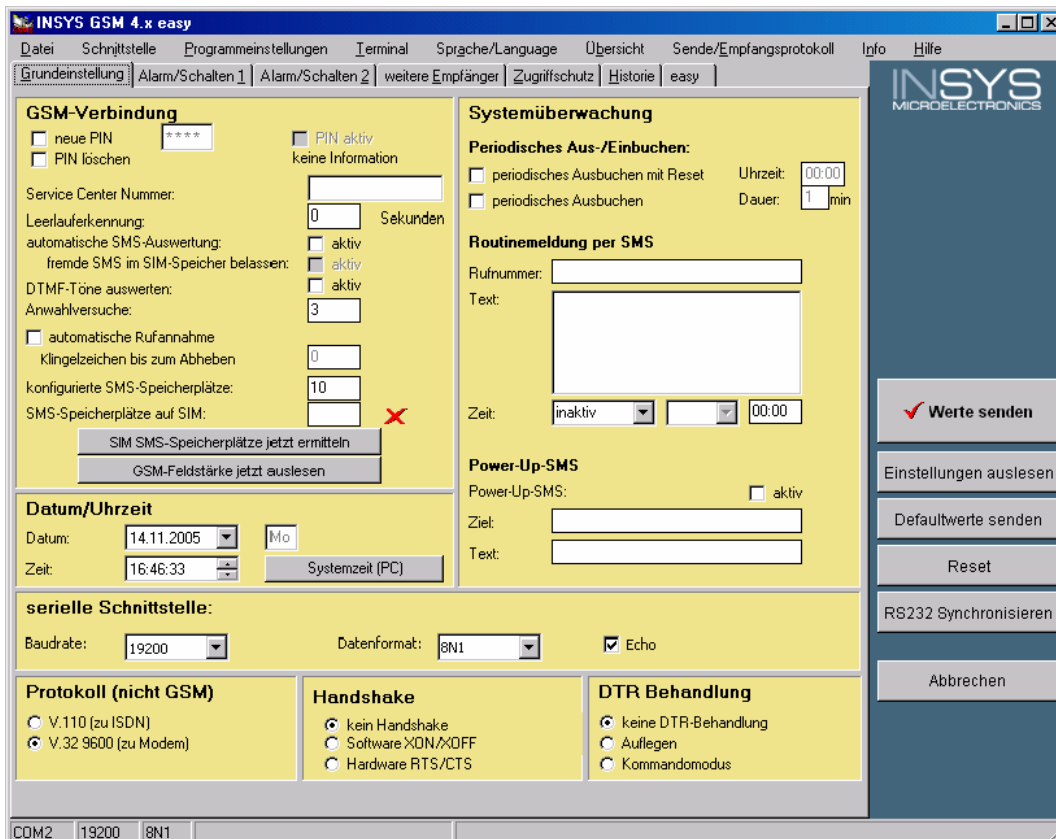 INSYS GSM 4.x easy
Datei Schnittstelle Programmeinstellungen Terminal Sprache/Language Übersicht Sende/Empfangsprotokoll Info Hilfe
Grundeinstellung Alarm/Schalten 1 Alarm/Schalten 2 weitere Empfänger Zugriffschutz Historie easy
INSYS
MICROELECTRONICS
GSM-Verbindung
neue PIN **** PIN aktiv
PIN löschen keine Information
Service Center Nummer:
Leerlauferkennung: 0 Sekunden
automatische SMS-Auswertung: aktiv
fremde SMS im SIM-Speicher belassen: aktiv
DTMF-Töne auswerten: aktiv
Anwahlversuche: 3
automatische Rufannahme
Klingelzeichen bis zum Abheben 0
konfigurierte SMS-Speicherplätze: 10
SMS-Speicherplätze auf SIM:
SIM SMS-Speicherplätze jetzt ermitteln
GSM-Feldstärke jetzt auslesen
Datum/Uhrzeit
Datum: 14.11.2005 Mo
Zeit: 16:46:33 Systemzeit (PC)
Systemüberwachung
Periodisches Aus-/Einbuchen:
periodisches Ausbuchen mit Reset Uhrzeit: 00:00
periodisches Ausbuchen Dauer: 1 min
Routinemeldung per SMS
Rufnummer:
Text:
Zeit: inaktiv 00:00
Power-Up-SMS
Power-Up-SMS: aktiv
Ziel:
Text:
serielle Schnittstelle:
Baudrate: 19200 Datenformat: 8N1 Echo
Protokoll (nicht GSM)
V.110 (zu ISDN)
V.32 9600 (zu Modem)
Handshake
kein Handshake
Software XON/XOFF
Hardware RTS/CTS
DTR Behandlung
keine DTR-Behandlung
Auflegen
Kommandomodus
Werte senden
Einstellungen auslesen
Defaultwerte senden
Reset
RS232 Synchronisieren
Abbrechen
COM2 19200 8N1